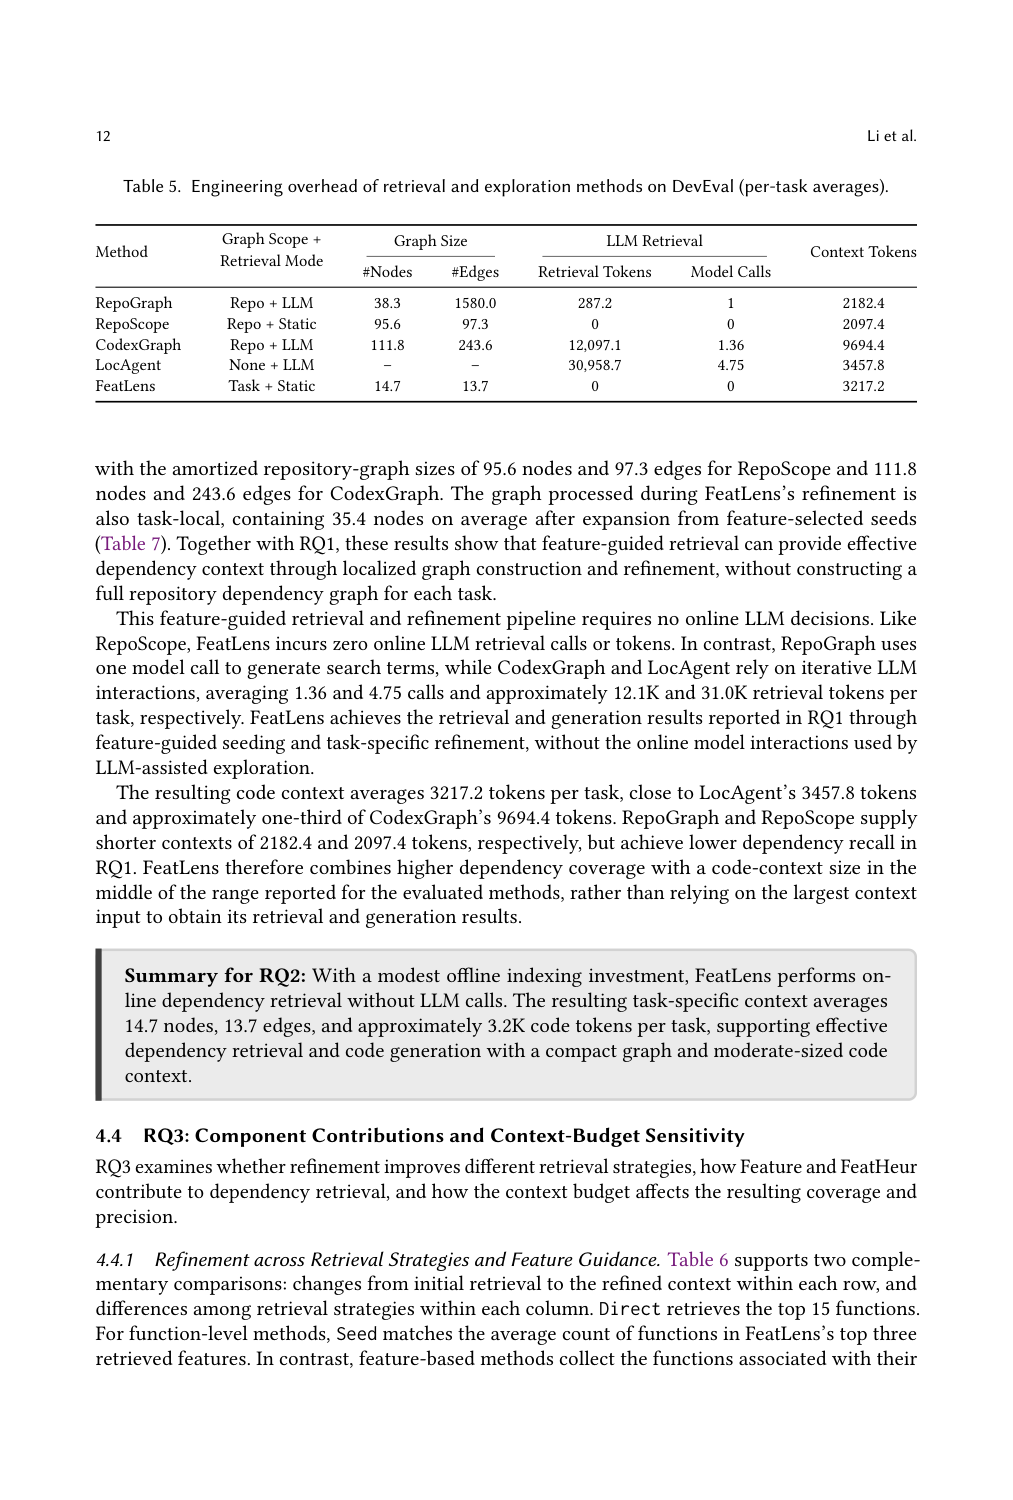 12
Li et al.
Table 5. Engineering overhead of retrieval and exploration methods on DevEval (per-task averages).
Method Graph Scope + Retrieval Mode Graph Size LLM Retrieval Context Tokens
#Nodes #Edges Retrieval Tokens Model Calls
RepoGraph Repo + LLM 38.3 1580.0 287.2 1 2182.4
RepoScope Repo + Static 95.6 97.3 0 0 2097.4
CodexGraph Repo + LLM 111.8 243.6 12,097.1 1.36 9694.4
LocAgent None + LLM – – 30,958.7 4.75 3457.8
FeatLens Task + Static 14.7 13.7 0 0 3217.2
with the amortized repository-graph sizes of 95.6 nodes and 97.3 edges for RepoScope and 111.8
nodes and 243.6 edges for CodexGraph. The graph processed during FeatLens's refinement is
also task-local, containing 35.4 nodes on average after expansion from feature-selected seeds
(Table 7). Together with RQ1, these results show that feature-guided retrieval can provide effective
dependency context through localized graph construction and refinement, without constructing a
full repository dependency graph for each task.
This feature-guided retrieval and refinement pipeline requires no online LLM decisions. Like
RepoScope, FeatLens incurs zero online LLM retrieval calls or tokens. In contrast, RepoGraph uses
one model call to generate search terms, while CodexGraph and LocAgent rely on iterative LLM
interactions, averaging 1.36 and 4.75 calls and approximately 12.1K and 31.0K retrieval tokens per
task, respectively. FeatLens achieves the retrieval and generation results reported in RQ1 through
feature-guided seeding and task-specific refinement, without the online model interactions used by
LLM-assisted exploration.
The resulting code context averages 3217.2 tokens per task, close to LocAgent's 3457.8 tokens
and approximately one-third of CodexGraph's 9694.4 tokens. RepoGraph and RepoScope supply
shorter contexts of 2182.4 and 2097.4 tokens, respectively, but achieve lower dependency recall in
RQ1. FeatLens therefore combines higher dependency coverage with a code-context size in the
middle of the range reported for the evaluated methods, rather than relying on the largest context
input to obtain its retrieval and generation results.
Summary for RQ2: With a modest offline indexing investment, FeatLens performs on-
line dependency retrieval without LLM calls. The resulting task-specific context averages
14.7 nodes, 13.7 edges, and approximately 3.2K code tokens per task, supporting effective
dependency retrieval and code generation with a compact graph and moderate-sized code
context.
4.4 RQ3: Component Contributions and Context-Budget Sensitivity
RQ3 examines whether refinement improves different retrieval strategies, how Feature and FeatHeur
contribute to dependency retrieval, and how the context budget affects the resulting coverage and
precision.
4.4.1 Refinement across Retrieval Strategies and Feature Guidance. Table 6 supports two comple-
mentary comparisons: changes from initial retrieval to the refined context within each row, and
differences among retrieval strategies within each column. Direct retrieves the top 15 functions.
For function-level methods, Seed matches the average count of functions in FeatLens's top three
retrieved features. In contrast, feature-based methods collect the functions associated with their